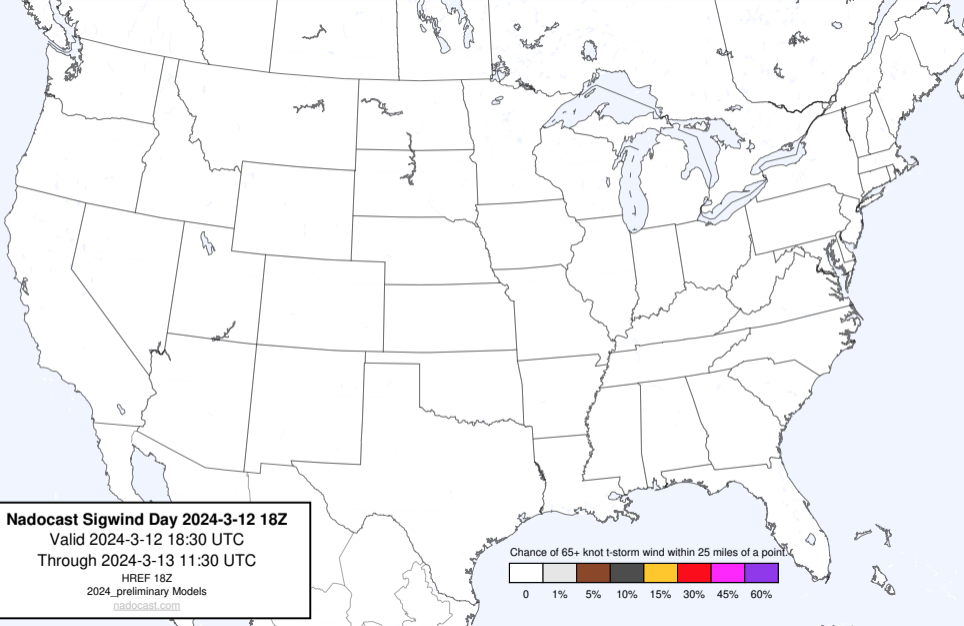 Nadocast Sigwind Day 2024-3-12 18Z
Valid 2024-3-12 18:30 UTC
Through 2024-3-13 11:30 UTC
HREF 18Z
2024_preliminary Models
nadocast.com
Chance of 65+ knot t-storm wind within 25 miles of a point.
0 1% 5% 10% 15% 30% 45% 60%